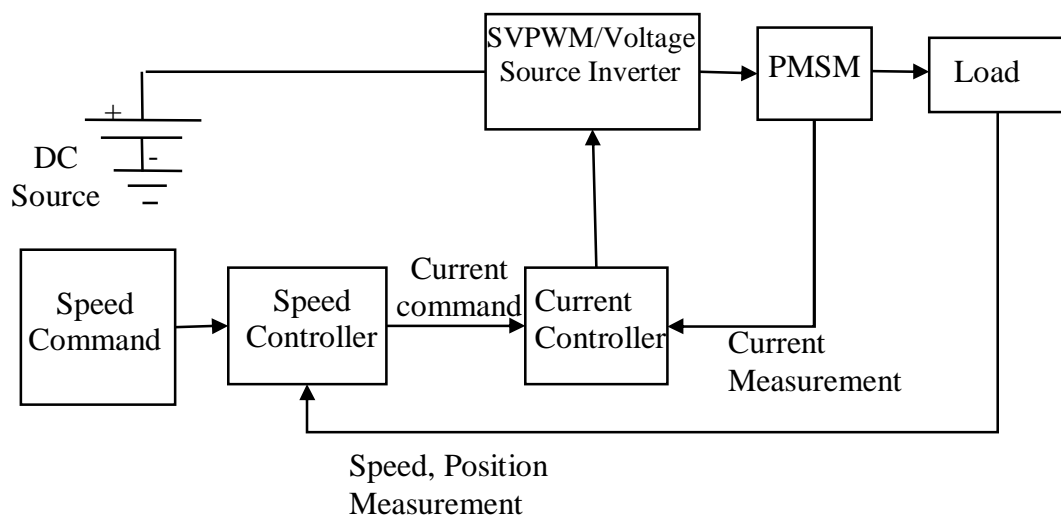 SVPWM/Voltage
Source Inverter
PMSM
Load
+
-
DC
Source
Speed
Command
Speed
Controller
Current
command
Current
Controller
Current
Measurement
Speed, Position
Measurement